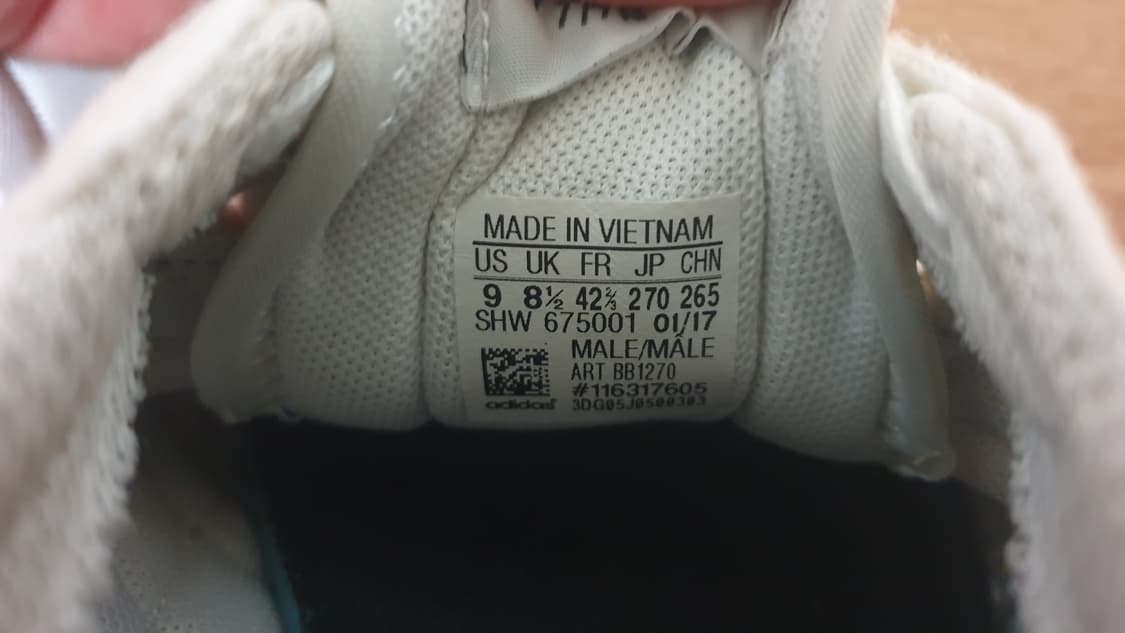 MADE IN VIETNAM
US UK FR JP CHN
9 8½ 42⅔ 270 265
SHW 675001 01/17
MALE/MÂLE
ART BB1270
#116317605
adidas 3DG05J0500303